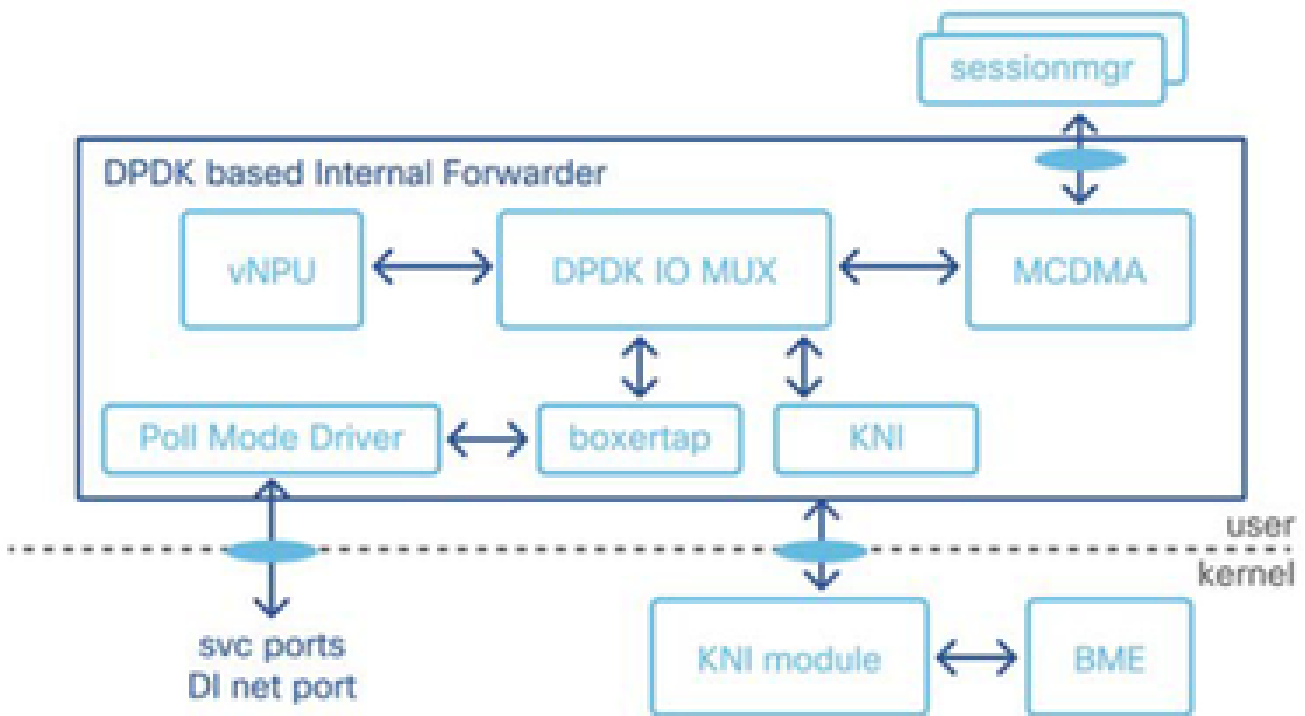 sessionmgr
DPDK based Internal Forwarder
vNPU
DPDK IO MUX
MCDMA
Poll Mode Driver
boxertap
KNI
user
kernel
svc ports
DI net port
KNI module
BME